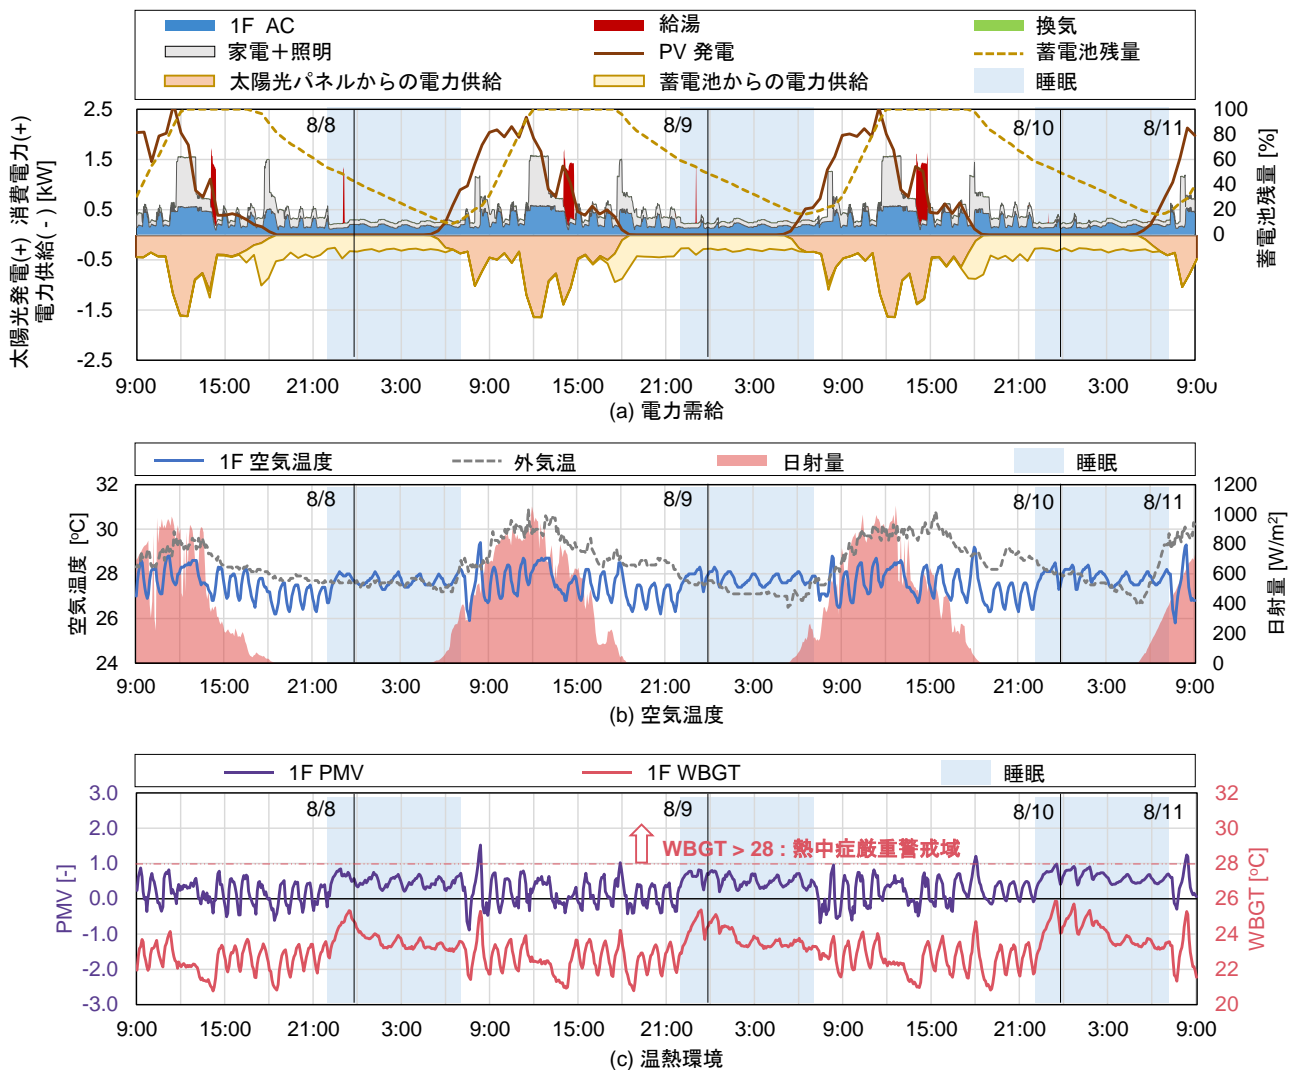 1F AC 給湯 換気
家電＋照明 PV 発電 蓄電池残量
太陽光パネルからの電力供給 蓄電池からの電力供給 睡眠
太陽光発電(+) 消費電力(+)
電力供給( - ) [kW]
2.5
1.5
0.5
-0.5
-1.5
-2.5
8/8 8/9 8/10 8/11
100
80
60
40
20
0
蓄電池残量 [%]
9:00 15:00 21:00 3:00 9:00 15:00 21:00 3:00 9:00 15:00 21:00 3:00 9:00
(a) 電力需給
1F 空気温度 外気温 日射量 睡眠
空気温度 [ºC]
32
30
28
26
24
8/8 8/9 8/10 8/11
1200
1000
800
600
400
200
0
日射量 [W/m²]
9:00 15:00 21:00 3:00 9:00 15:00 21:00 3:00 9:00 15:00 21:00 3:00 9:00
(b) 空気温度
1F PMV 1F WBGT 睡眠
PMV [-]
3.0
2.0
1.0
0.0
-1.0
-2.0
-3.0
8/8 8/9 8/10 8/11
WBGT > 28 : 熱中症厳重警戒域
32
30
28
26
24
22
20
WBGT [ºC]
9:00 15:00 21:00 3:00 9:00 15:00 21:00 3:00 9:00 15:00 21:00 3:00 9:00
(c) 温熱環境